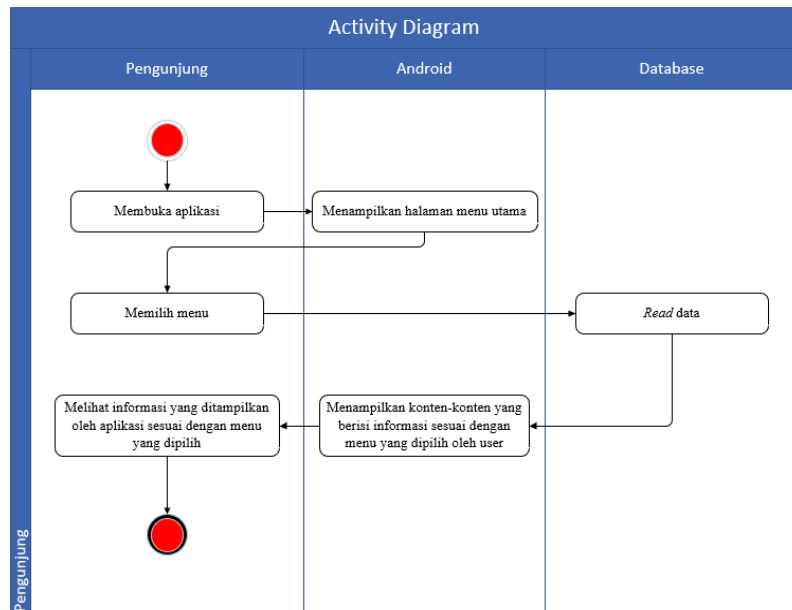 Activity Diagram
Pengunjung
Android
Database
Membuka aplikasi
Menampilkan halaman menu utama
Memilih menu
Read data
Melihat informasi yang ditampilkan
oleh aplikasi sesuai dengan menu
yang dipilih
Menampilkan konten-konten yang
berisi informasi sesuai dengan
menu yang dipilih oleh user
Pengunjung